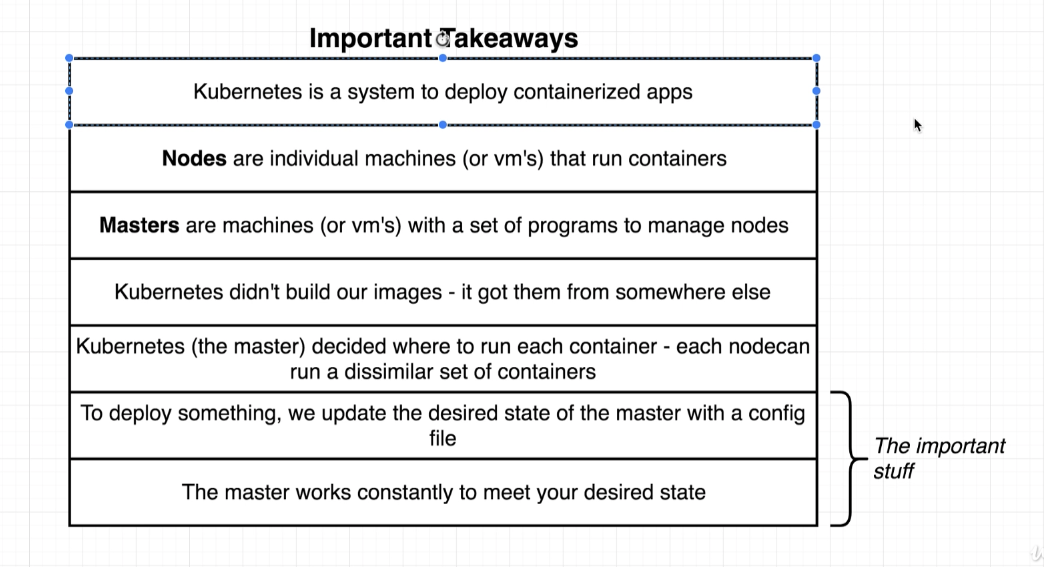 Important Takeaways
Kubernetes is a system to deploy containerized apps
Nodes are individual machines (or vm's) that run containers
Masters are machines (or vm's) with a set of programs to manage nodes
Kubernetes didn't build our images - it got them from somewhere else
Kubernetes (the master) decided where to run each container - each nodecan
run a dissimilar set of containers
To deploy something, we update the desired state of the master with a config
file
The master works constantly to meet your desired state
The important
stuff